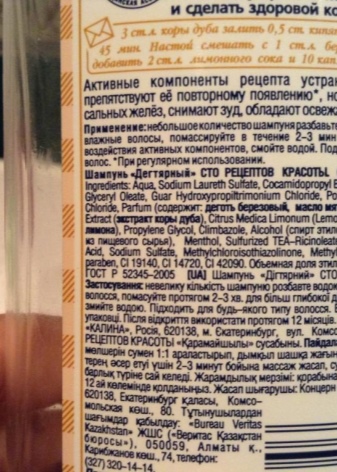 и сделать здоровой ко
3 ст.л. коры дуба залить 0,5 ст. кипя
45 мин. Настой смешать с 1 ст.л. бе
добавить 2 ст.л. лимонного сока и 10 кап
Активные компоненты рецепта устра
препятствуют её повторному появлению*, но
сальных желёз, снимают зуд, обладают освежа
Применение: небольшое количество шампуня разбавьте
влажные волосы, помассируйте в течение 2–3 мин
воздействия активных компонентов, смойте водой. Под
волос. *При регулярном использовании.
Шампунь «Дегтярный» СТО РЕЦЕПТОВ КРАСОТЫ.
Ingredients: Aqua, Sodium Laureth Sulfate, Cocamidopropyl B
Glyceryl Oleate, Guar Hydroxypropyltrimonium Chloride, Po
Chloride, Parfum (содержит: деготь березовый, масло мят
Extract (экстракт коры дуба), Citrus Medica Limonum (Lemo
лимона), Propylene Glycol, Climbazole, Alcohol (спирт этило
из пищевого сырья), Menthol, Sulfurized TEA–Ricinoleat
Acid, Sodium Sulfate, Methylchloroisothiazolinone, Methy
paraben, CI 19140, CI 14720, CI 42090. Объемная доля этил
ГОСТ Р 52345–2005 [UA] Шампунь «Дігтярний» СТО
Застосування: невелику кількість шампуню розбавте водою
волосся, помасуйте протягом 2–3 хв. для більш глибокої д
змийте водою. Підходить для будь-якого типу волосся. В
упаковці. Після відкриття використати протягом 12 місяців.
«КАЛИНА», Росія, 620138, м. Єкатеринбург, вул. Комсо
РЕЦЕПТОВ КРАСОТЫ «Қарамайшылы» Пайдала
мөлшерін сумен 1:1 араластырып, дымқыл шашқа жағын
терең әсер етуі үшін 2–3 минут бойына массаж жасап, су
барлық түріне сай келеді. Жарамдылық мерзімі: қорабына
12 ай көлемінде қолданыңыз. Жасап шығарушы: Концерн
620138, Екатеринбург қаласы, Комсо-
мольская көш., 80. Тұтынушылардан
шағымдар қабылдау: «Bureau Veritas
Kazakhstan» ЖШС («Веритас Қазақстан
бюросы»). 050059, Алматы қ.,
Кәрібжанов көш., 74, телефон:
(327) 320-14-14.